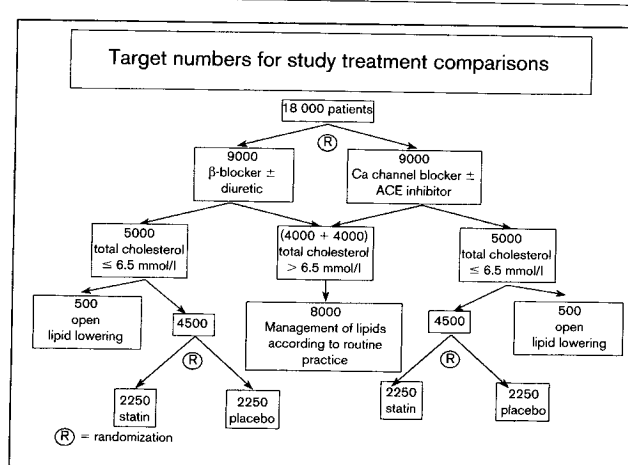 Target numbers for study treatment comparisons
18 000 patients
Ⓡ
9000
β-blocker ±
diuretic
9000
Ca channel blocker ±
ACE inhibitor
5000
total cholesterol
≤ 6.5 mmol/l
(4000 + 4000)
total cholesterol
> 6.5 mmol/l
5000
total cholesterol
≤ 6.5 mmol/l
500
open
lipid lowering
4500
8000
Management of lipids
according to routine
practice
4500
500
open
lipid lowering
Ⓡ
Ⓡ
2250
statin
2250
placebo
2250
statin
2250
placebo
Ⓡ = randomization